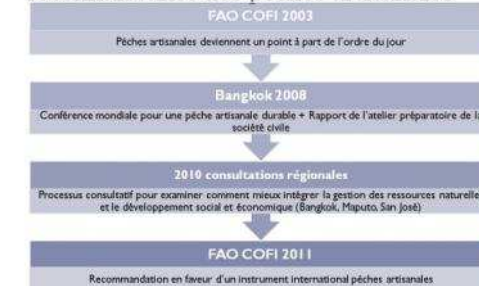 FAO COFI 2003
Pêches artisanales deviennent un point à part de l'ordre du jour
Bangkok 2008
Conférence mondiale pour une pêche artisanale durable + Rapport de l'atelier préparatoire de la
société civile
2010 consultations régionales
Processus consultatif pour examiner comment mieux intégrer la gestion des ressources naturelle
et le développement social et économique (Bangkok, Maputo, San José)
FAO COFI 2011
Recommandation en faveur d'un instrument international pêches artisanales